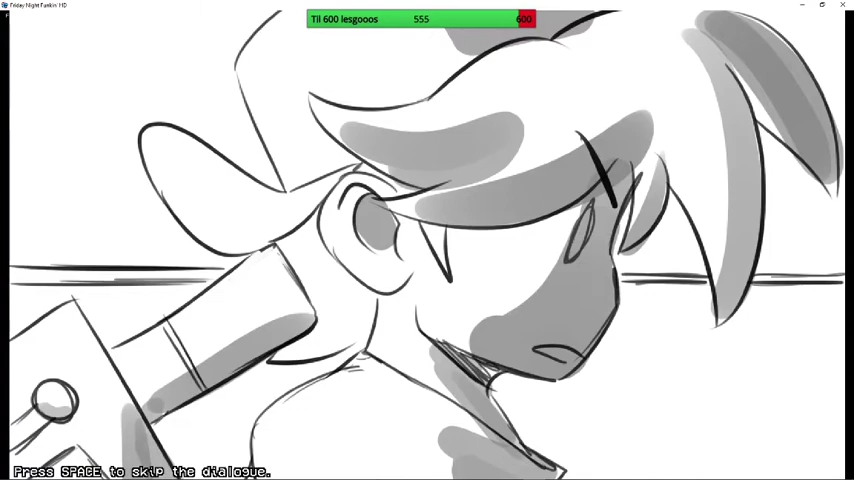 Friday Night Funkin' HD
Til 600 lesgooos 555 600
Press SPACE to skip the dialogue.